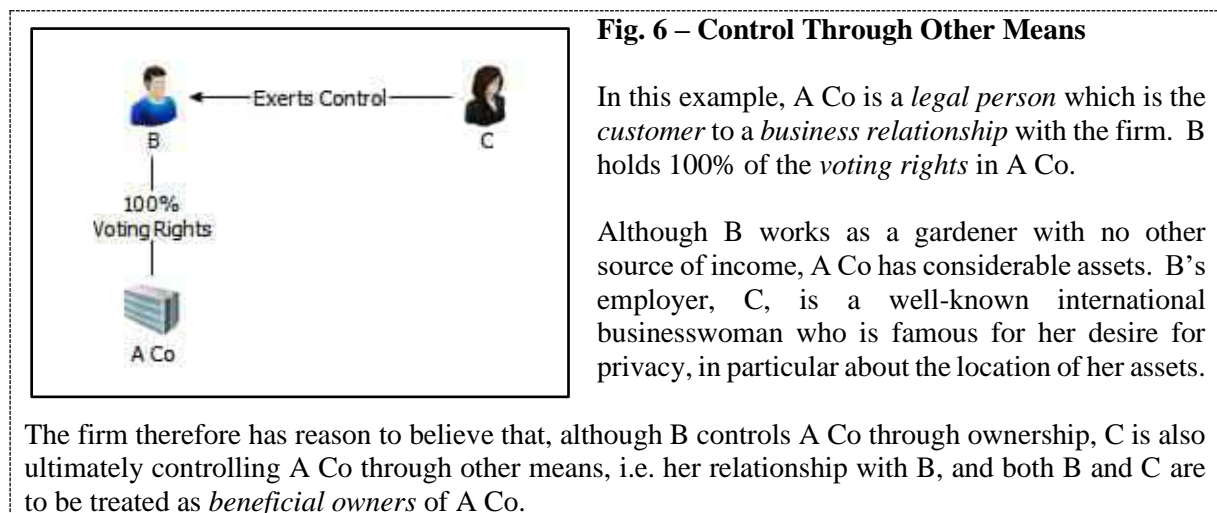 Exerts Control
B
C
100%
Voting Rights
A Co
Fig. 6 – Control Through Other Means
In this example, A Co is a legal person which is the
customer to a business relationship with the firm. B
holds 100% of the voting rights in A Co.
Although B works as a gardener with no other
source of income, A Co has considerable assets. B's
employer, C, is a well-known international
businesswoman who is famous for her desire for
privacy, in particular about the location of her assets.
The firm therefore has reason to believe that, although B controls A Co through ownership, C is also
ultimately controlling A Co through other means, i.e. her relationship with B, and both B and C are
to be treated as beneficial owners of A Co.